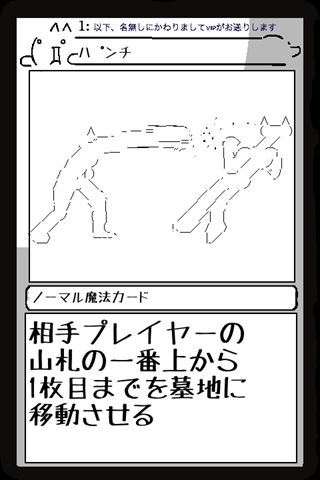 1: 以下、名無しにかわりましてVIPがお送りします
パンチ
ノーマル魔法カード
相手プレイヤーの
山札の一番上から
1枚目までを墓地に
移動させる